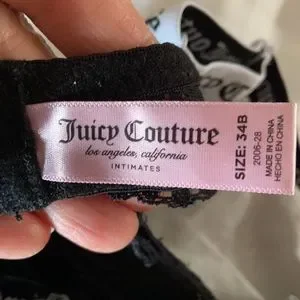 Juicy Couture
los angeles, california
INTIMATES
SIZE: 34B
2006-28
MADE IN CHINA
HECHO EN CHINA